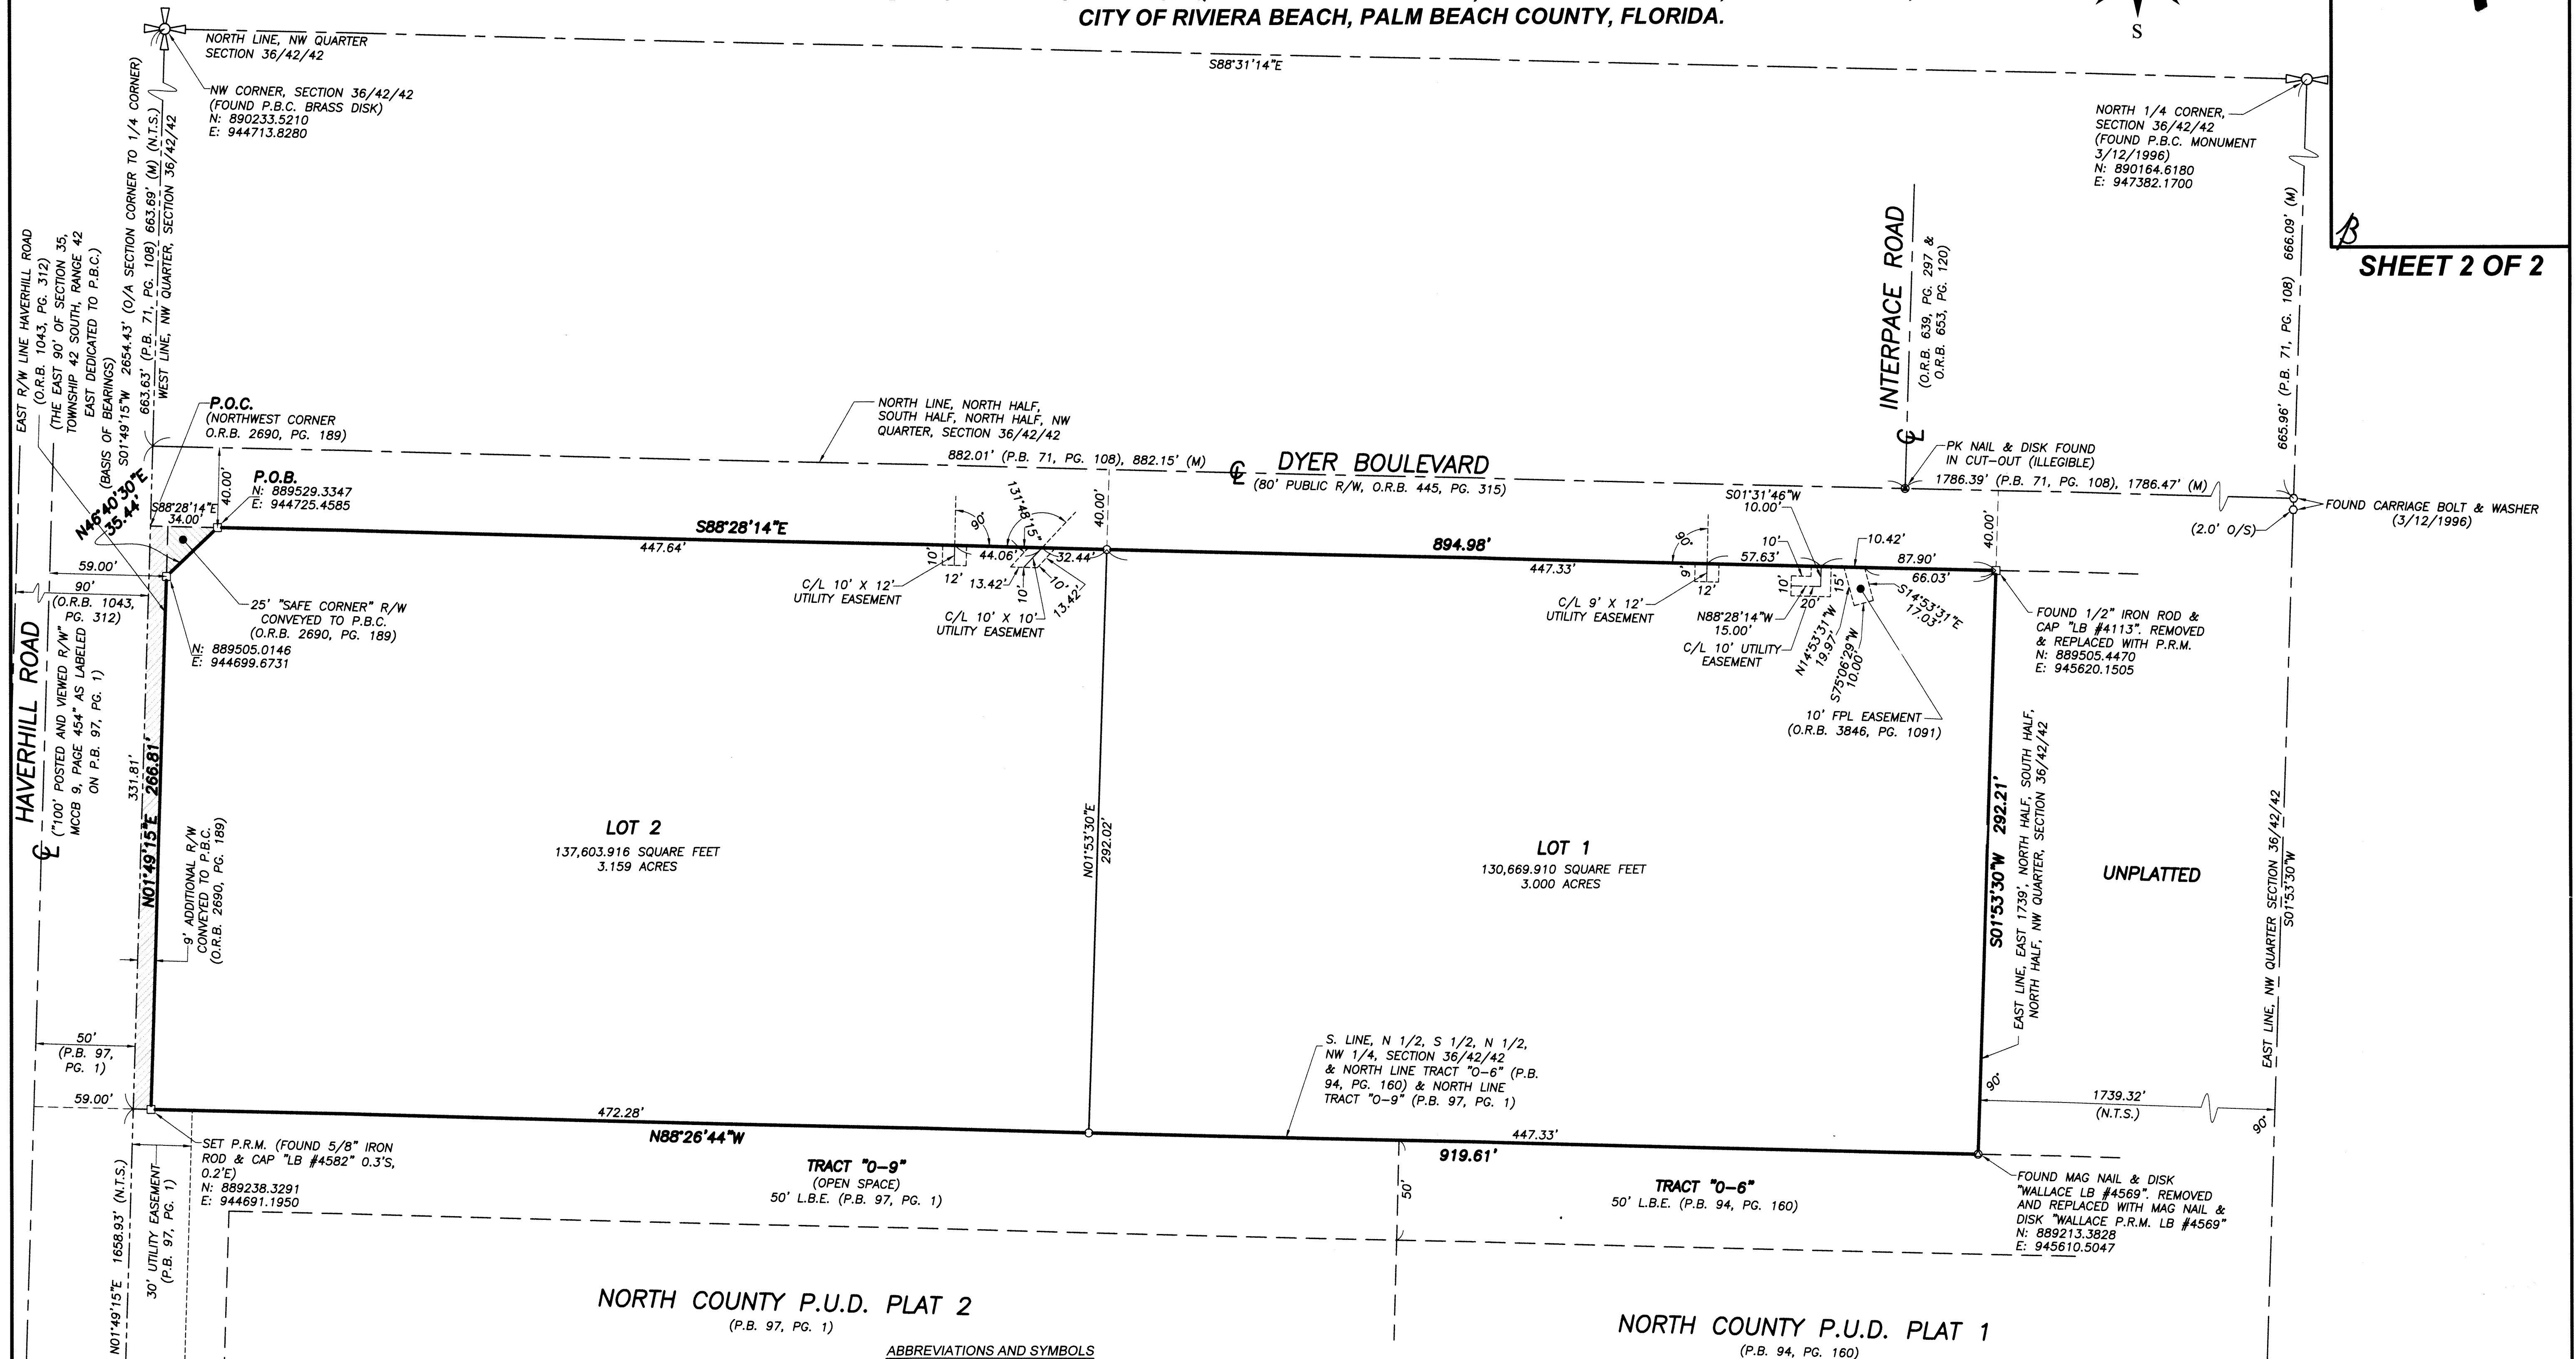 CITY OF RIVIERA BEACH, PALM BEACH COUNTY, FLORIDA.
S
SHEET 2 OF 2
NORTH LINE, NW QUARTER
SECTION 36/42/42
S88°31'14"E
NW CORNER, SECTION 36/42/42
(FOUND P.B.C. BRASS DISK)
N: 890233.5210
E: 944713.8280
NORTH 1/4 CORNER,
SECTION 36/42/42
(FOUND P.B.C. MONUMENT
3/12/1996)
N: 890164.6180
E: 947382.1700
EAST R/W LINE HAVERHILL ROAD
(O.R.B. 1043, PG. 312)
(THE EAST 90' OF SECTION 35,
TOWNSHIP 42 SOUTH, RANGE 42
EAST DEDICATED TO P.B.C.)
(BASIS OF BEARINGS)
S01°49'15"W 2654.43' (O/A SECTION CORNER TO 1/4 CORNER)
663.63' (P.B. 71, PG. 108) 663.69' (M) (N.T.S.)
WEST LINE, NW QUARTER, SECTION 36/42/42
P.O.C.
(NORTHWEST CORNER
O.R.B. 2690, PG. 189)
P.O.B.
N: 889529.3347
E: 944725.4585
40.00'
N46°40'30"E
35.44'
S88°28'14"E
34.00'
NORTH LINE, NORTH HALF,
SOUTH HALF, NORTH HALF, NW
QUARTER, SECTION 36/42/42
882.01' (P.B. 71, PG. 108), 882.15' (M)
DYER BOULEVARD
(80' PUBLIC R/W, O.R.B. 445, PG. 315)
INTERPACE ROAD
(O.R.B. 639, PG. 297 &
O.R.B. 653, PG. 120)
PK NAIL & DISK FOUND
IN CUT-OUT (ILLEGIBLE)
1786.39' (P.B. 71, PG. 108), 1786.47' (M)
665.96' (P.B. 71, PG. 108) 666.09' (M)
FOUND CARRIAGE BOLT & WASHER
(3/12/1996)
(2.0' O/S)
S88°28'14"E
447.64'
894.98'
447.33'
90°
10'
12'
44.06'
131°48'15"
32.44'
40.00'
13.42'
10'
10'
13.42'
C/L 10' X 12'
UTILITY EASEMENT
C/L 10' X 10'
UTILITY EASEMENT
90°
9'
12'
57.63'
C/L 9' X 12'
UTILITY EASEMENT
S01°31'46"W
10.00'
10'
10'
20'
15'
10.42'
87.90'
66.03'
40.00'
N88°28'14"W
15.00'
C/L 10' UTILITY
EASEMENT
N14°53'31"W
19.97'
S75°06'29"W
10.00'
S14°53'31"E
17.03'
10' FPL EASEMENT
(O.R.B. 3846, PG. 1091)
FOUND 1/2" IRON ROD &
CAP "LB #4113". REMOVED
& REPLACED WITH P.R.M.
N: 889505.4470
E: 945620.1505
59.00'
90'
(O.R.B. 1043,
PG. 312)
25' "SAFE CORNER" R/W
CONVEYED TO P.B.C.
(O.R.B. 2690, PG. 189)
N: 889505.0146
E: 944699.6731
HAVERHILL ROAD
("100' POSTED AND VIEWED R/W"
MCCB 9, PAGE 454" AS LABELED
ON P.B. 97, PG. 1)
331.81'
N01°49'15"E 266.81'
9' ADDITIONAL R/W
CONVEYED TO P.B.C.
(O.R.B. 2690, PG. 189)
LOT 2
137,603.916 SQUARE FEET
3.159 ACRES
N01°53'30"E
292.02'
LOT 1
130,669.910 SQUARE FEET
3.000 ACRES
S01°53'30"W 292.21'
EAST LINE, EAST 1739', NORTH HALF, SOUTH HALF,
NORTH HALF, NW QUARTER, SECTION 36/42/42
UNPLATTED
EAST LINE, NW QUARTER SECTION 36/42/42
S01°53'30"W
50'
(P.B. 97,
PG. 1)
59.00'
S. LINE, N 1/2, S 1/2, N 1/2,
NW 1/4, SECTION 36/42/42
& NORTH LINE TRACT "0-6" (P.B.
94, PG. 160) & NORTH LINE
TRACT "0-9" (P.B. 97, PG. 1)
90°
1739.32'
(N.T.S.)
90°
472.28'
N88°26'44"W
447.33'
919.61'
SET P.R.M. (FOUND 5/8" IRON
ROD & CAP "LB #4582" 0.3'S,
0.2'E)
N: 889238.3291
E: 944691.1950
TRACT "0-9"
(OPEN SPACE)
50' L.B.E. (P.B. 97, PG. 1)
50'
TRACT "0-6"
50' L.B.E. (P.B. 94, PG. 160)
FOUND MAG NAIL & DISK
"WALLACE LB #4569". REMOVED
AND REPLACED WITH MAG NAIL &
DISK "WALLACE P.R.M. LB #4569"
N: 889213.3828
E: 945610.5047
N01°49'15"E 1658.93' (N.T.S.)
30' UTILITY EASEMENT
(P.B. 97, PG. 1)
NORTH COUNTY P.U.D. PLAT 2
(P.B. 97, PG. 1)
NORTH COUNTY P.U.D. PLAT 1
(P.B. 94, PG. 160)
ABBREVIATIONS AND SYMBOLS